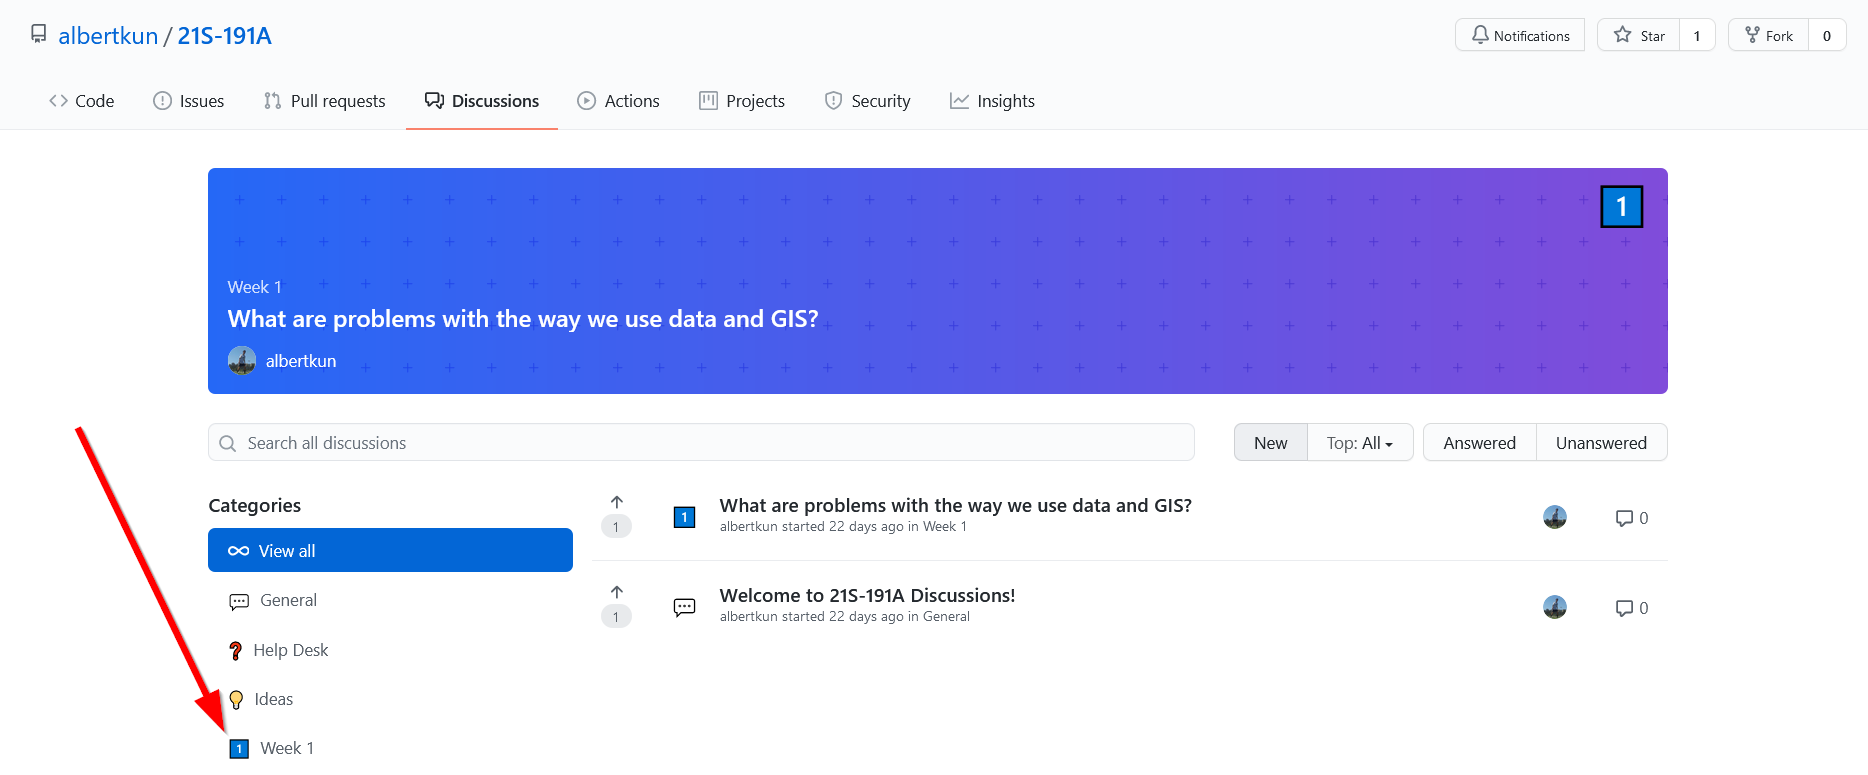 albertkun / 21S-191A
Notifications
Star 1
Fork 0
Code Issues Pull requests Discussions Actions Projects Security Insights
1
Week 1
What are problems with the way we use data and GIS?
albertkun
Search all discussions
New Top: All Answered Unanswered
Categories
View all
General
Help Desk
Ideas
1 Week 1
1
1
What are problems with the way we use data and GIS?
albertkun started 22 days ago in Week 1
0
1
Welcome to 21S-191A Discussions!
albertkun started 22 days ago in General
0